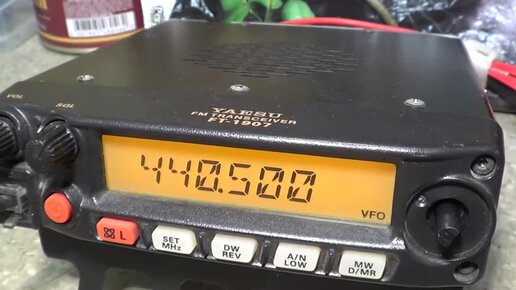 YAESU
FM TRANSCEIVER
FT-1907
VOL
SQL
440.500
VFO
L
SET
MHz
DW
REV
A/N
LOW
MW
D/MR